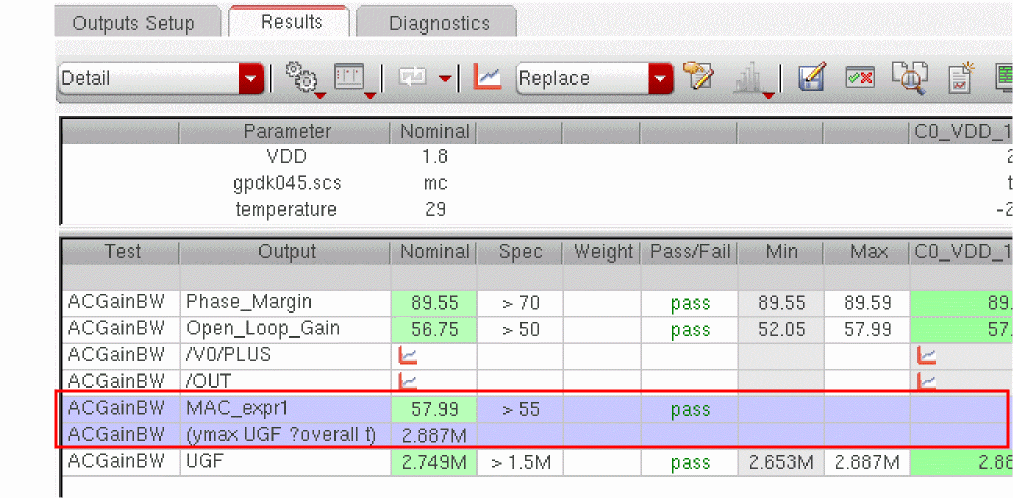 Outputs Setup Results Diagnostics
Detail Replace
Parameter Nominal C0_VDD_1
VDD 1.8 2
gpdk045.scs mc t
temperature 29 -2
Test Output Nominal Spec Weight Pass/Fail Min Max C0_VDD_1
ACGainBW Phase_Margin 89.55 > 70 pass 89.55 89.59 89.
ACGainBW Open_Loop_Gain 56.75 > 50 pass 52.05 57.99 57.
ACGainBW /V0/PLUS
ACGainBW /OUT
ACGainBW MAC_expr1 57.99 > 55 pass
ACGainBW (ymax UGF ?overall t) 2.887M
ACGainBW UGF 2.749M > 1.5M pass 2.653M 2.887M 2.88